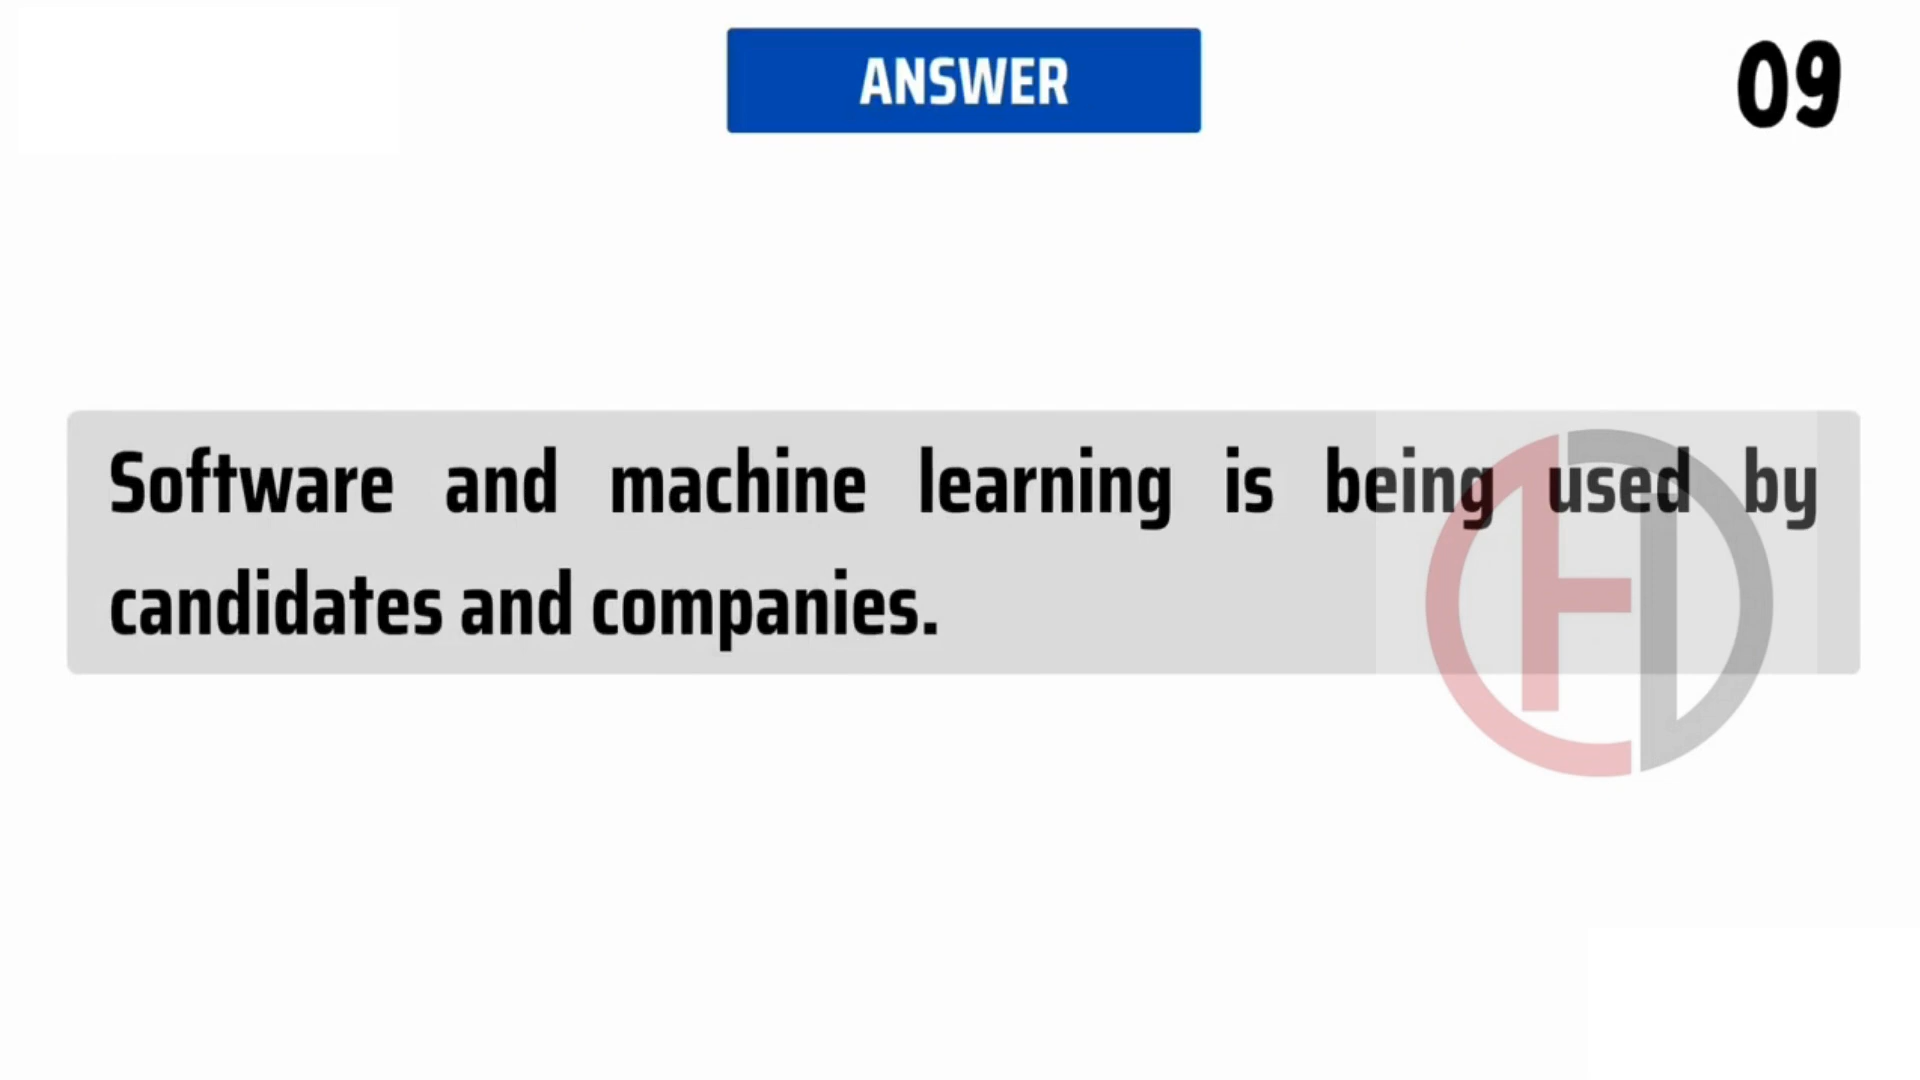 ANSWER
09
Software and machine learning is being used by
candidates and companies.